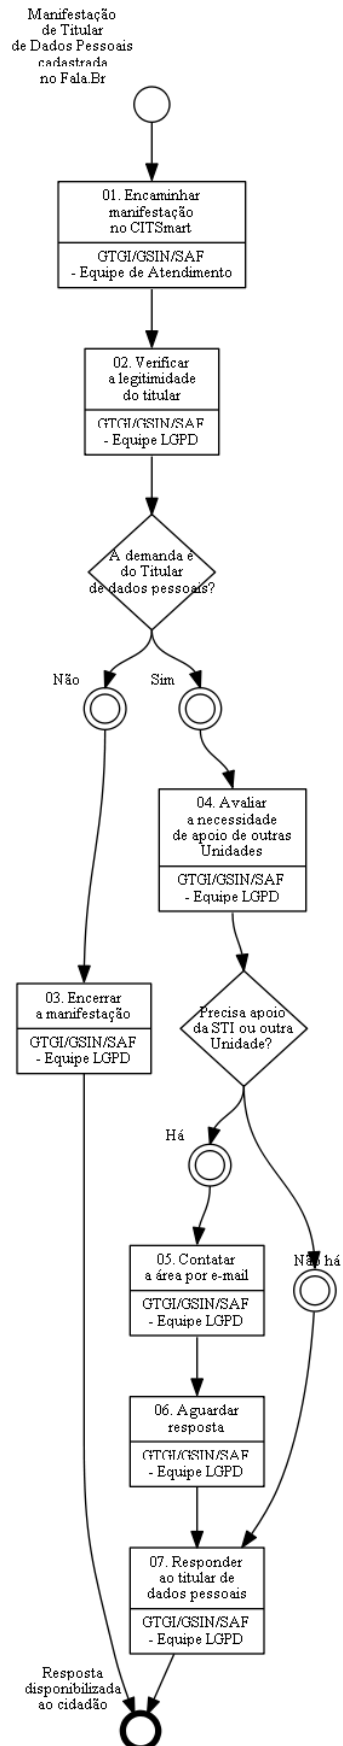 Manifestação
de Titular
de Dados Pessoais
cadastrada
no Fala.Br
01. Encaminhar
manifestação
no CITSmart
GTGI/GSIN/SAF
- Equipe de Atendimento
02. Verificar
a legitimidade
do titular
GTGI/GSIN/SAF
- Equipe LGPD
A demanda é
do Titular
de dados pessoais?
Não
Sim
04. Avaliar
a necessidade
de apoio de outras
Unidades
GTGI/GSIN/SAF
- Equipe LGPD
03. Encerrar
a manifestação
GTGI/GSIN/SAF
- Equipe LGPD
Precisa apoio
da STI ou outra
Unidade?
Há
Não há
05. Contatar
a área por e-mail
GTGI/GSIN/SAF
- Equipe LGPD
06. Aguardar
resposta
GTGI/GSIN/SAF
- Equipe LGPD
07. Responder
ao titular de
dados pessoais
GTGI/GSIN/SAF
- Equipe LGPD
Resposta
disponibilizada
ao cidadão